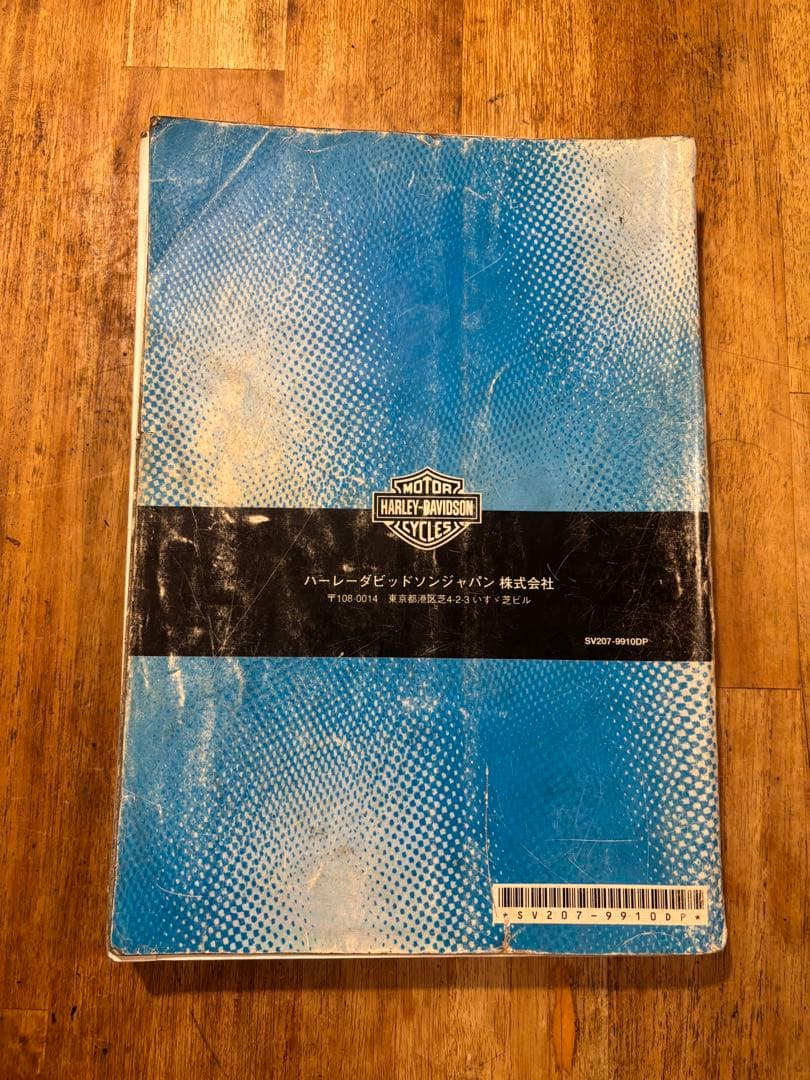 MOTOR
HARLEY-DAVIDSON
CYCLES
ハーレーダビッドソンジャパン 株式会社
〒108-0014 東京都港区芝4-2-3 いすゞ芝ビル
SV207-9910DP
*SV207-9910DP*